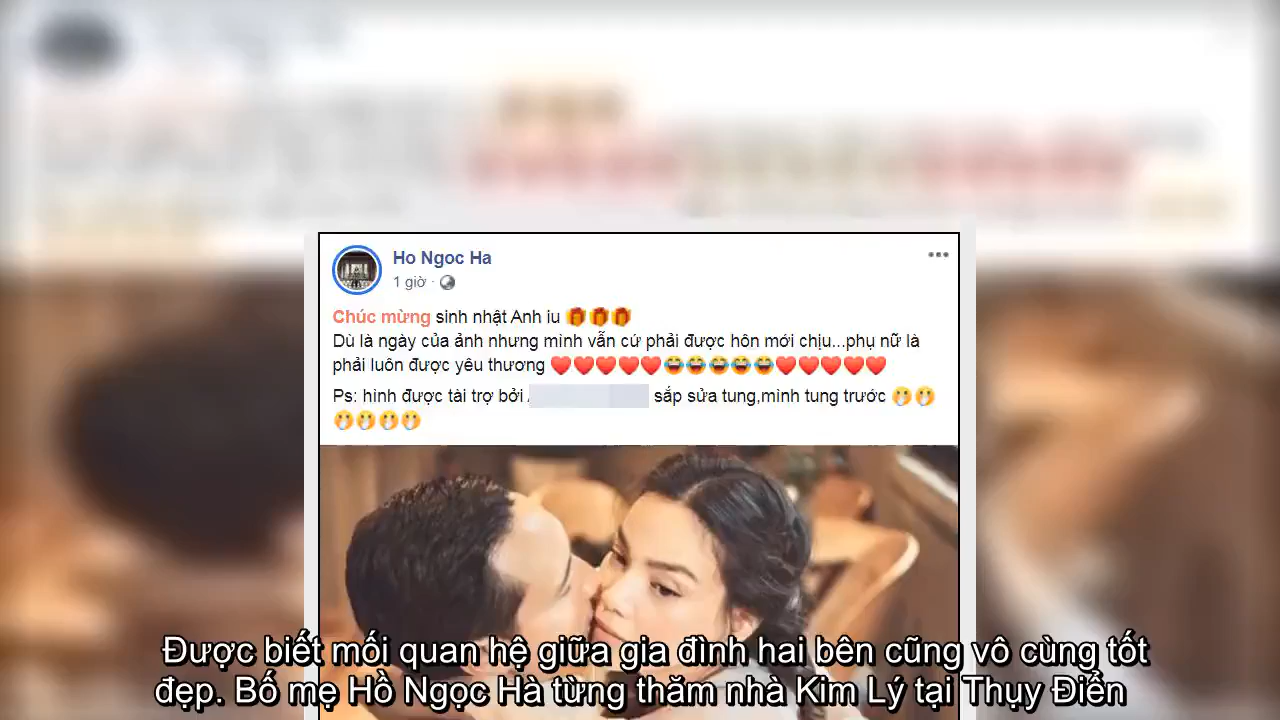 Ho Ngoc Ha
1 giờ ·
Chúc mừng sinh nhật Anh iu 🎁🎁🎁
Dù là ngày của ảnh nhưng mình vẫn cứ phải được hôn mới chịu...phụ nữ là
phải luôn được yêu thương ❤️❤️❤️❤️❤️😂😂😂😂😂❤️❤️❤️❤️❤️
Ps: hình được tài trợ bởi sắp sửa tung,mình tung trước 🤭🤭
🤭🤭🤭🤭
Được biết mối quan hệ giữa gia đình hai bên cũng vô cùng tốt
đẹp. Bố mẹ Hồ Ngọc Hà từng thăm nhà Kim Lý tại Thụy Điển